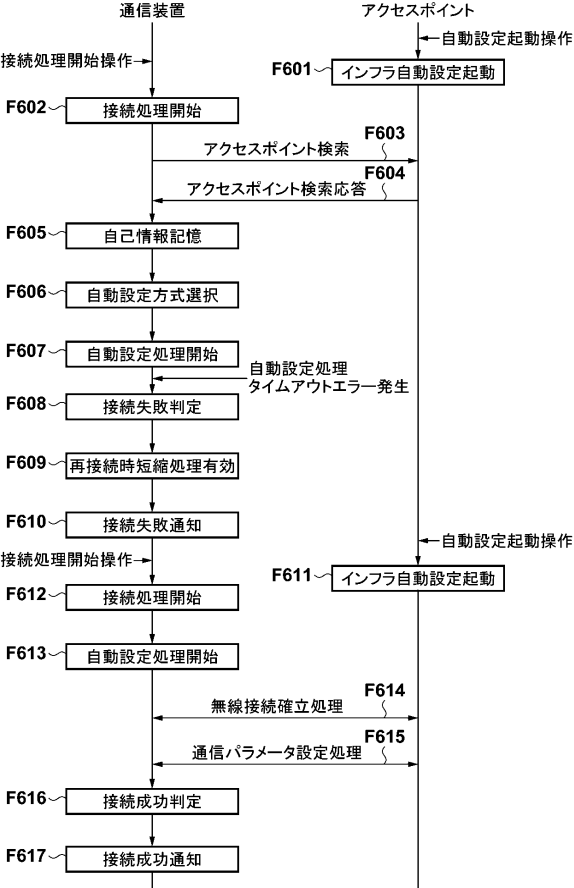 通信装置
アクセスポイント
自動設定起動操作
接続処理開始操作
F601
インフラ自動設定起動
F602
接続処理開始
F603
アクセスポイント検索
F604
アクセスポイント検索応答
F605
自己情報記憶
F606
自動設定方式選択
F607
自動設定処理開始
自動設定処理
タイムアウトエラー発生
F608
接続失敗判定
F609
再接続時短縮処理有効
F610
接続失敗通知
自動設定起動操作
接続処理開始操作
F611
インフラ自動設定起動
F612
接続処理開始
F613
自動設定処理開始
F614
無線接続確立処理
F615
通信パラメータ設定処理
F616
接続成功判定
F617
接続成功通知